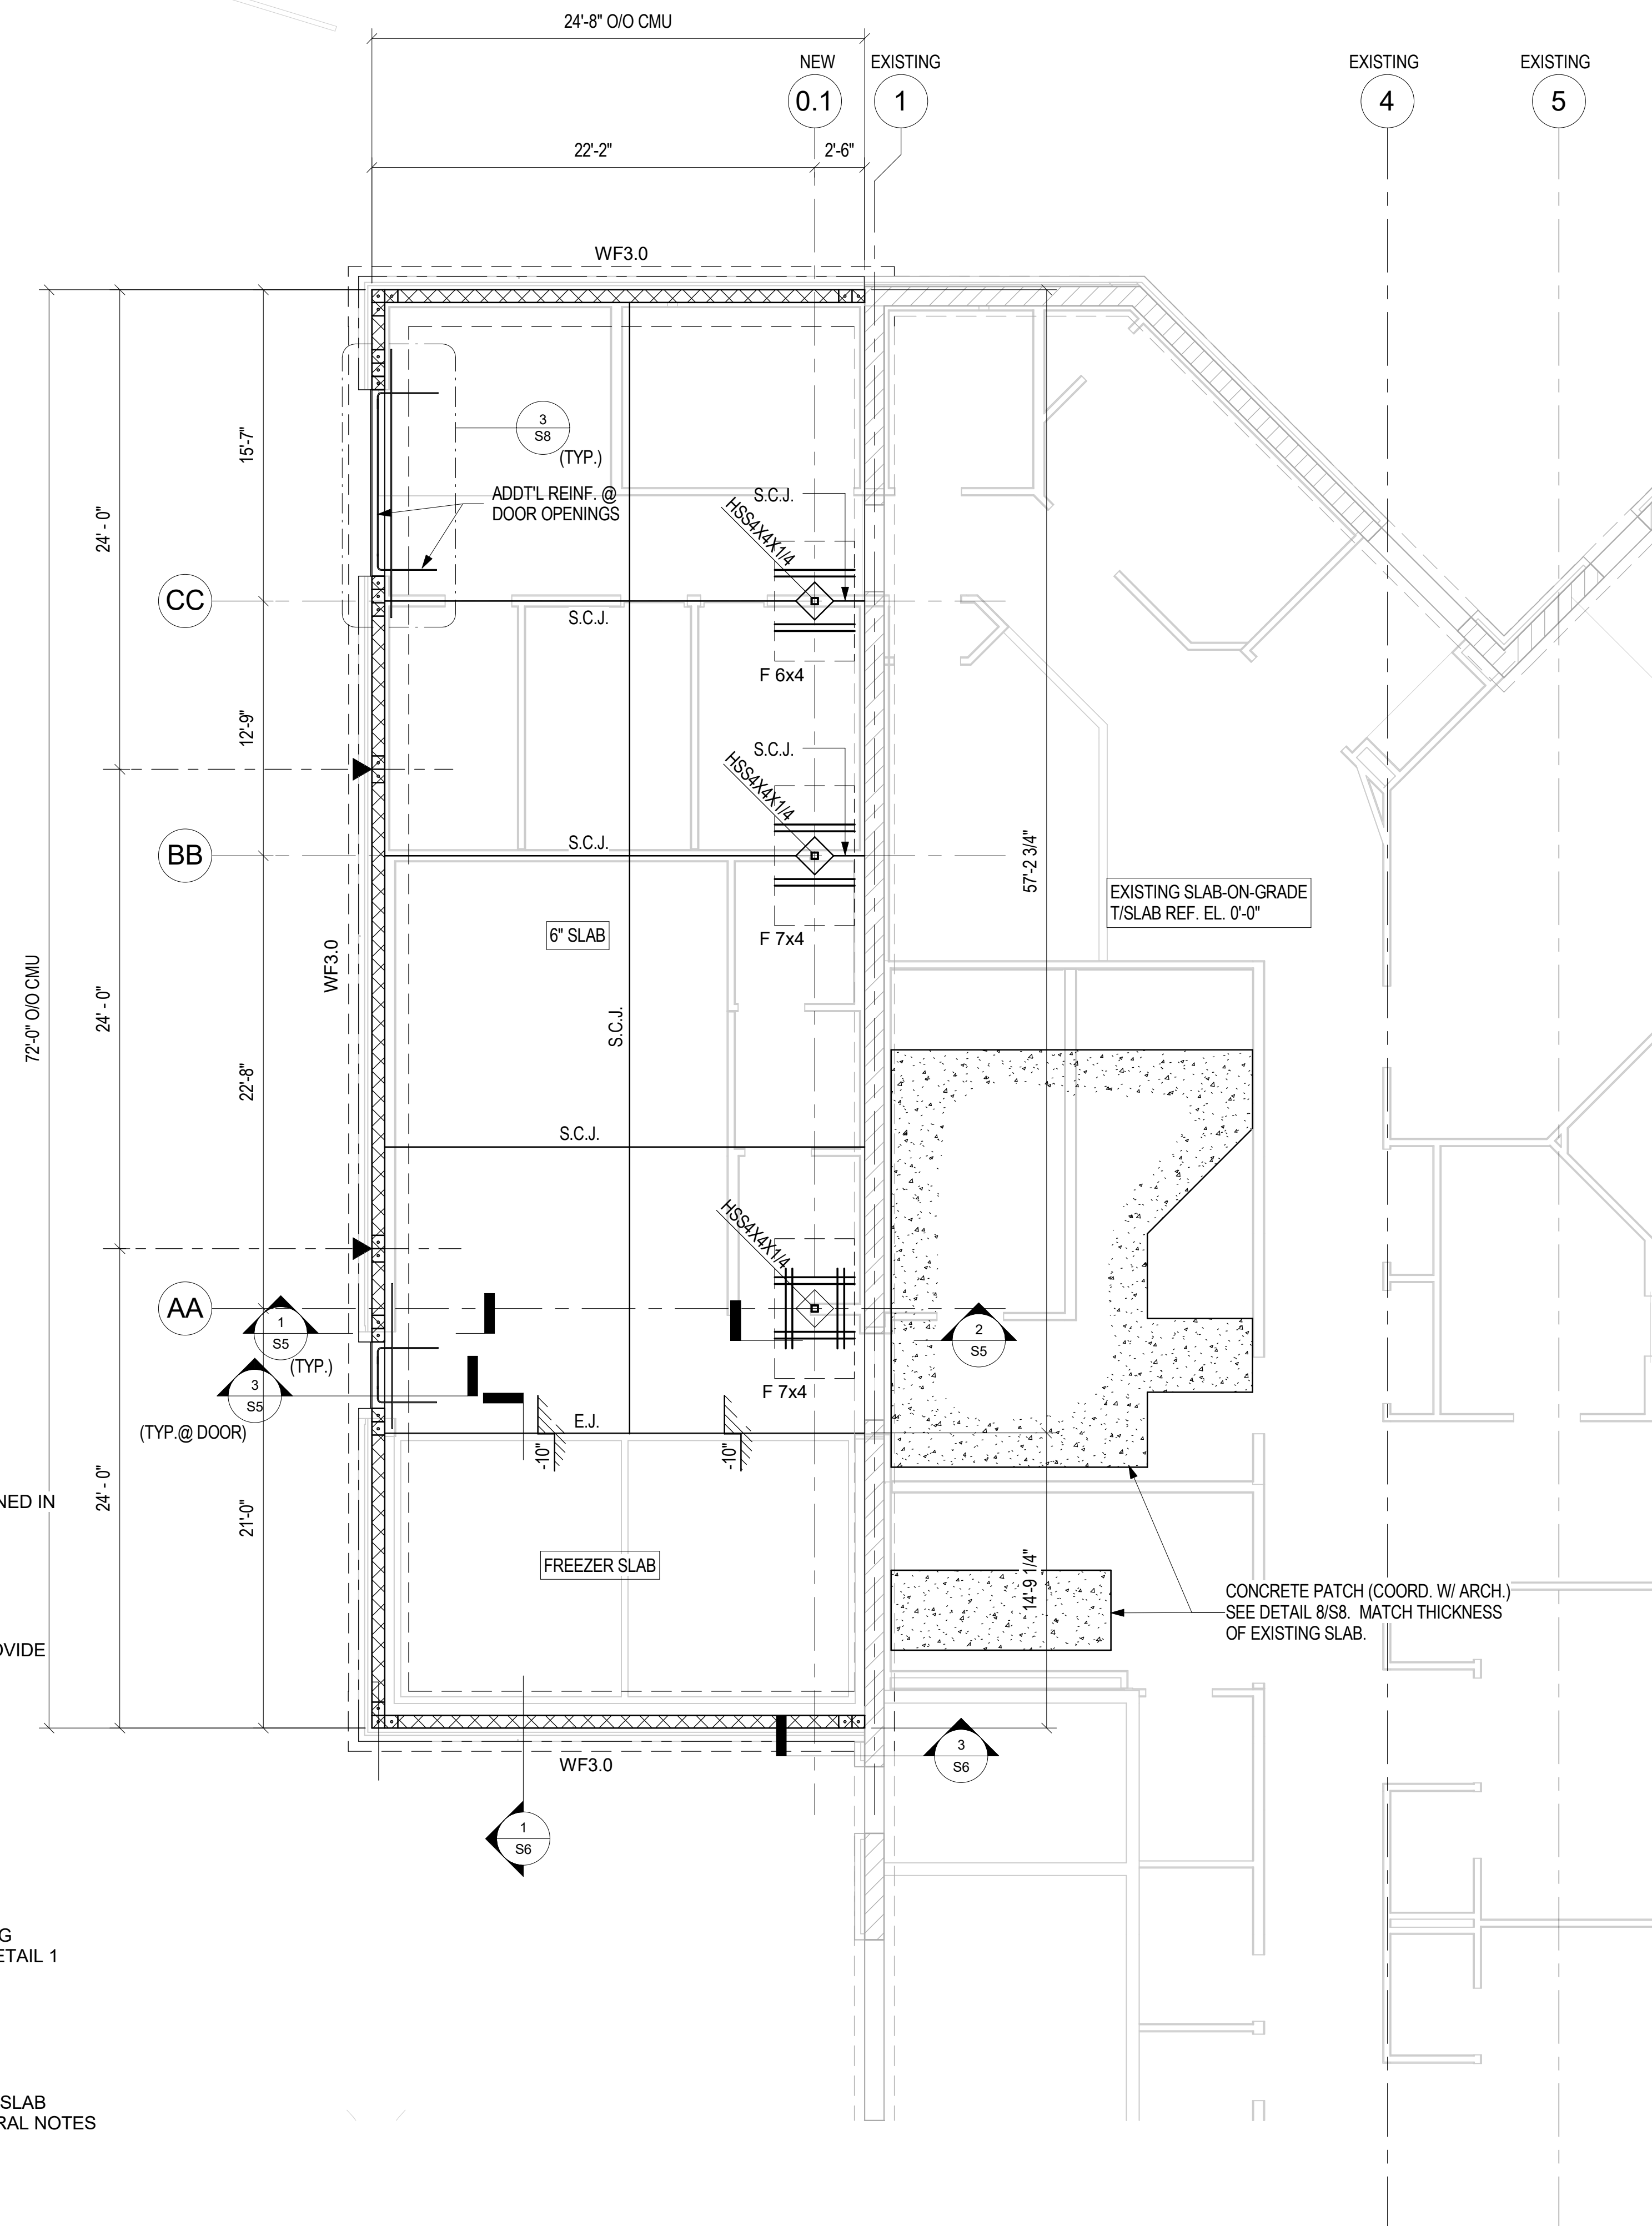 24'-8" O/O CMU
NEW
EXISTING
EXISTING
EXISTING
0.1
1
4
5
22'-2"
2'-6"
WF3.0
15'-7"
3
S8
(TYP.)
ADDT'L REINF. @
DOOR OPENINGS
S.C.J.
HSS4X4X1/4
24' - 0"
CC
S.C.J.
F 6x4
12'-9"
S.C.J.
HSS4X4X1/4
S.C.J.
BB
57'-2 3/4"
EXISTING SLAB-ON-GRADE
T/SLAB REF. EL. 0'-0"
6" SLAB
F 7x4
WF3.0
72'-0" O/O CMU
24' - 0"
S.C.J.
22'-8"
S.C.J.
HSS4X4X1/4
AA
1
S5
(TYP.)
2
S5
3
S5
(TYP.@ DOOR)
F 7x4
E.J.
-10"
-10"
24' - 0"
NED IN
21'-0"
FREEZER SLAB
14'-9 1/4"
CONCRETE PATCH (COORD. W/ ARCH.)
SEE DETAIL 8/S8. MATCH THICKNESS
OF EXISTING SLAB.
OVIDE
WF3.0
3
S6
1
S6
G
ETAIL 1
SLAB
RAL NOTES